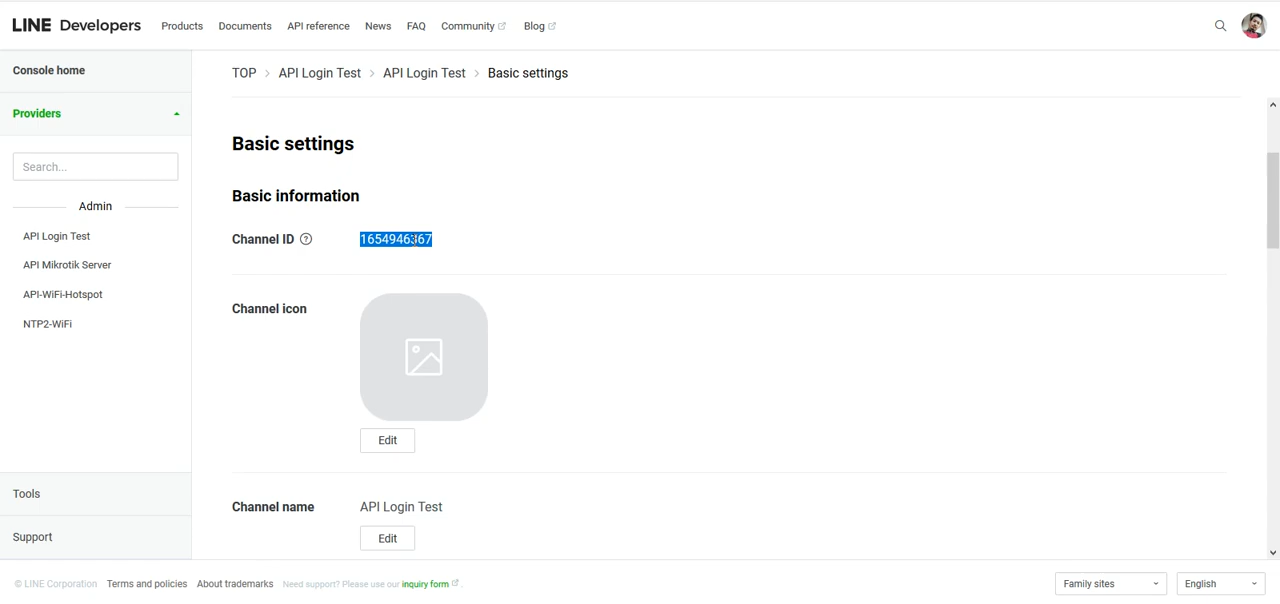 LINE Developers Products Documents API reference News FAQ Community Blog
Console home
Providers
Search...
Admin
API Login Test
API Mikrotik Server
API-WiFi-Hotspot
NTP2-WiFi
Tools
Support
TOP > API Login Test > API Login Test > Basic settings
Basic settings
Basic information
Channel ID ? 1654946367
Channel icon
Edit
Channel name API Login Test
Edit
© LINE Corporation Terms and policies About trademarks Need support? Please use our inquiry form. Family sites English